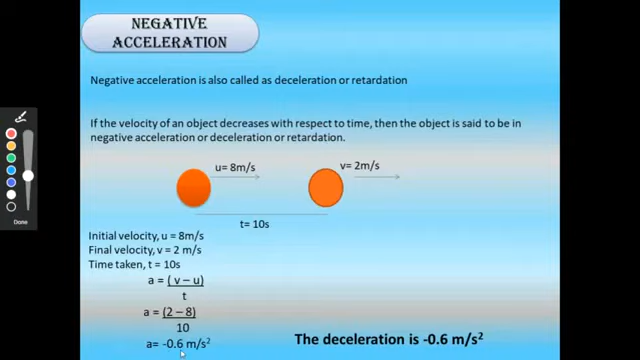 NEGATIVE
ACCELERATION
Negative acceleration is also called as deceleration or retardation
If the velocity of an object decreases with respect to time, then the object is said to be in
negative acceleration or deceleration or retardation.
u= 8m/s
v= 2m/s
t= 10s
Initial velocity, u = 8m/s
Final velocity, v = 2 m/s
Time taken, t = 10s
a = ( v – u)
t
a = (2 – 8)
10
a= -0.6 m/s²
The deceleration is -0.6 m/s²
Done